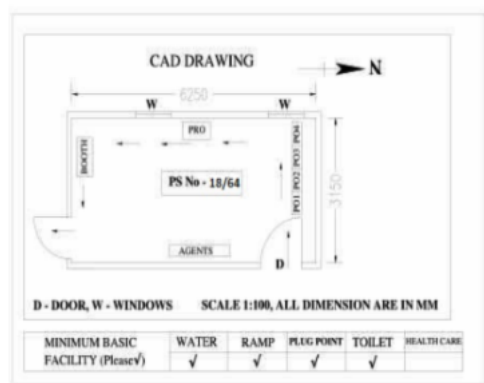 CAD DRAWING
N
6250
W W
PRO
BOOTH
PS No - 18/64
PO1 PO2 PO3 PO4
3150
AGENTS
D
D - DOOR, W - WINDOWS SCALE 1:100, ALL DIMENSION ARE IN MM
MINIMUM BASIC WATER RAMP PLUG POINT TOILET HEALTH CARE
FACILITY (Please√) √ √ √ √